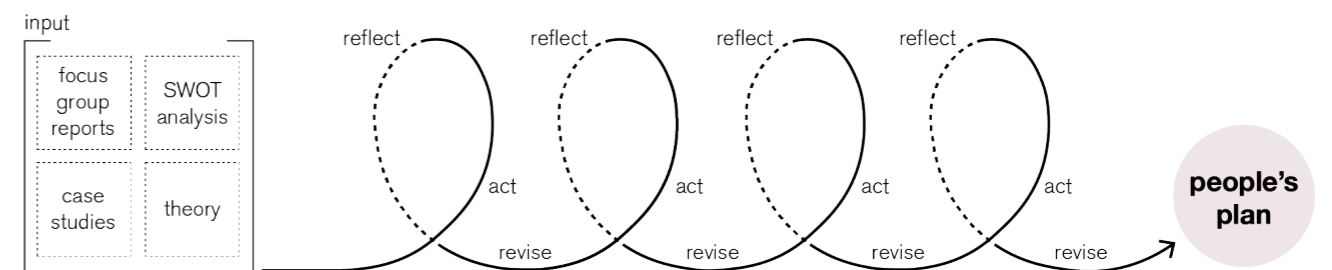 input
focus
group
reports
SWOT
analysis
case
studies
theory
reflect
act
revise
reflect
act
revise
reflect
act
revise
reflect
act
revise
people's
plan